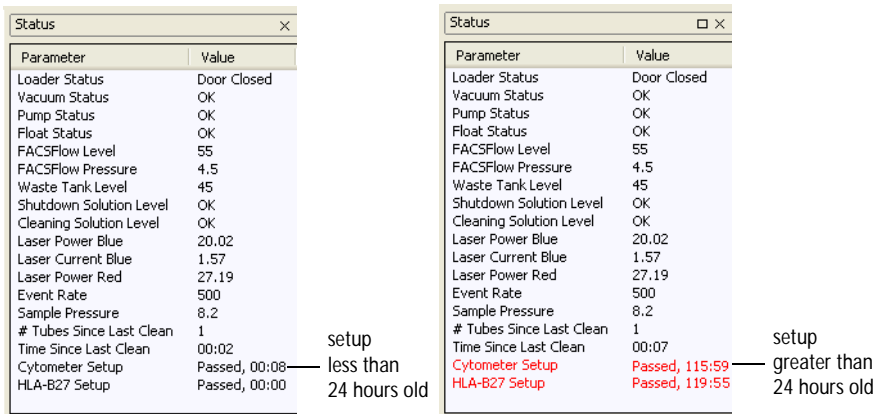 Status
Parameter Value
Loader Status Door Closed
Vacuum Status OK
Pump Status OK
Float Status OK
FACSFlow Level 55
FACSFlow Pressure 4.5
Waste Tank Level 45
Shutdown Solution Level OK
Cleaning Solution Level OK
Laser Power Blue 20.02
Laser Current Blue 1.57
Laser Power Red 27.19
Event Rate 500
Sample Pressure 8.2
# Tubes Since Last Clean 1
Time Since Last Clean 00:02
Cytometer Setup Passed, 00:08
HLA-B27 Setup Passed, 00:00
setup
less than
24 hours old
Status
Parameter Value
Loader Status Door Closed
Vacuum Status OK
Pump Status OK
Float Status OK
FACSFlow Level 55
FACSFlow Pressure 4.5
Waste Tank Level 45
Shutdown Solution Level OK
Cleaning Solution Level OK
Laser Power Blue 20.02
Laser Current Blue 1.57
Laser Power Red 27.19
Event Rate 500
Sample Pressure 8.2
# Tubes Since Last Clean 1
Time Since Last Clean 00:07
Cytometer Setup Passed, 115:59
HLA-B27 Setup Passed, 119:55
setup
greater than
24 hours old